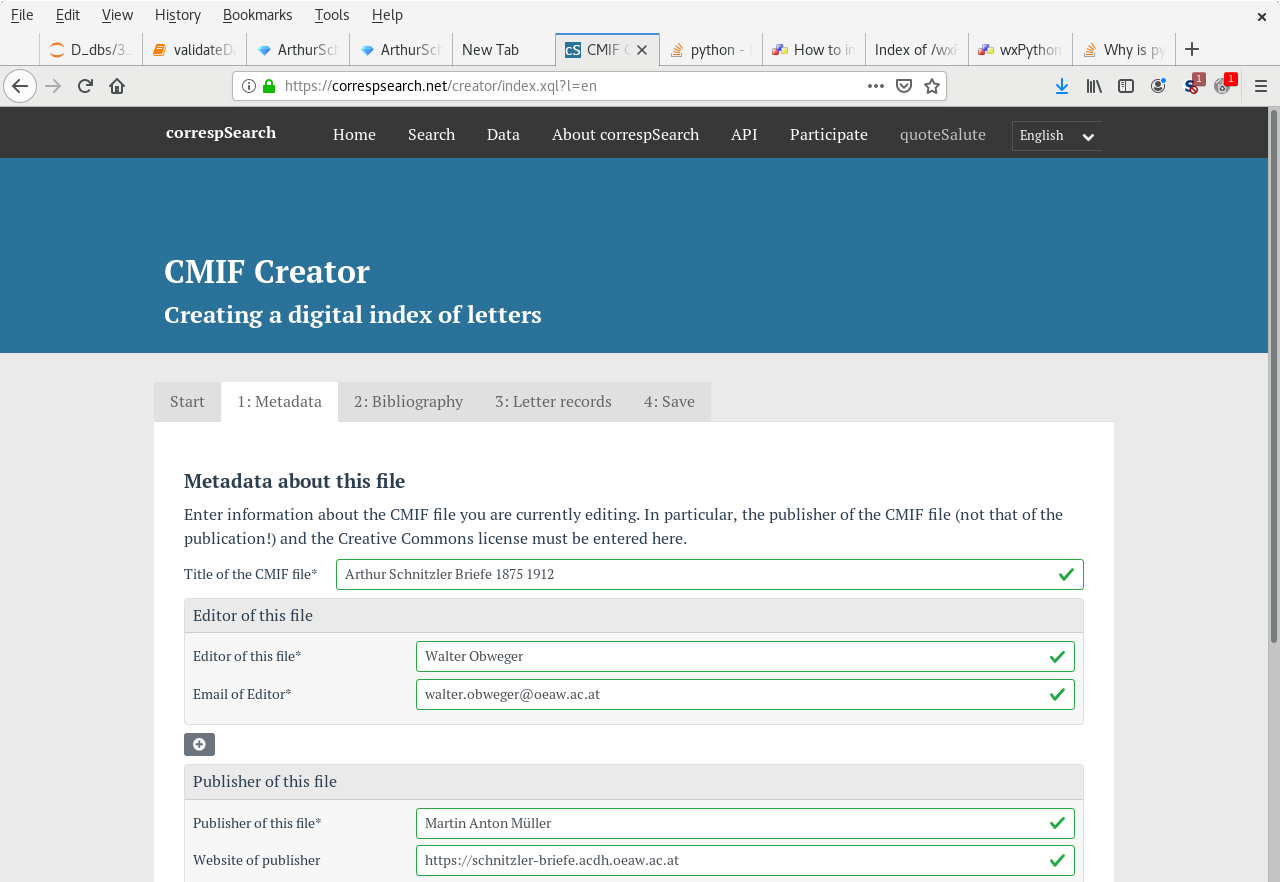 File Edit View History Bookmarks Tools Help
D_dbs/3_ validateDa ArthurSch ArthurSch New Tab CMIF C python - How to in Index of /wxP wxPython Why is py
https://correspsearch.net/creator/index.xql?l=en 1 1
correspSearch Home Search Data About correspSearch API Participate quoteSalute English
CMIF Creator
Creating a digital index of letters
Start 1: Metadata 2: Bibliography 3: Letter records 4: Save
Metadata about this file
Enter information about the CMIF file you are currently editing. In particular, the publisher of the CMIF file (not that of the
publication!) and the Creative Commons license must be entered here.
Title of the CMIF file* Arthur Schnitzler Briefe 1875 1912
Editor of this file
Editor of this file* Walter Obweger
Email of Editor* walter.obweger@oeaw.ac.at
Publisher of this file
Publisher of this file* Martin Anton Müller
Website of publisher https://schnitzler-briefe.acdh.oeaw.ac.at